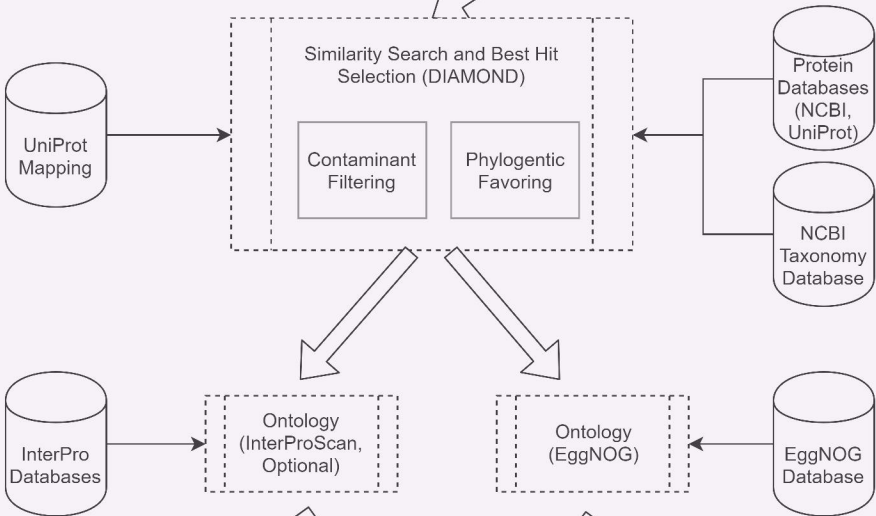 Similarity Search and Best Hit
Selection (DIAMOND)
Protein
Databases
(NCBI,
UniProt)
UniProt
Mapping
Contaminant
Filtering
Phylogentic
Favoring
NCBI
Taxonomy
Database
InterPro
Databases
Ontology
(InterProScan,
Optional)
Ontology
(EggNOG)
EggNOG
Database